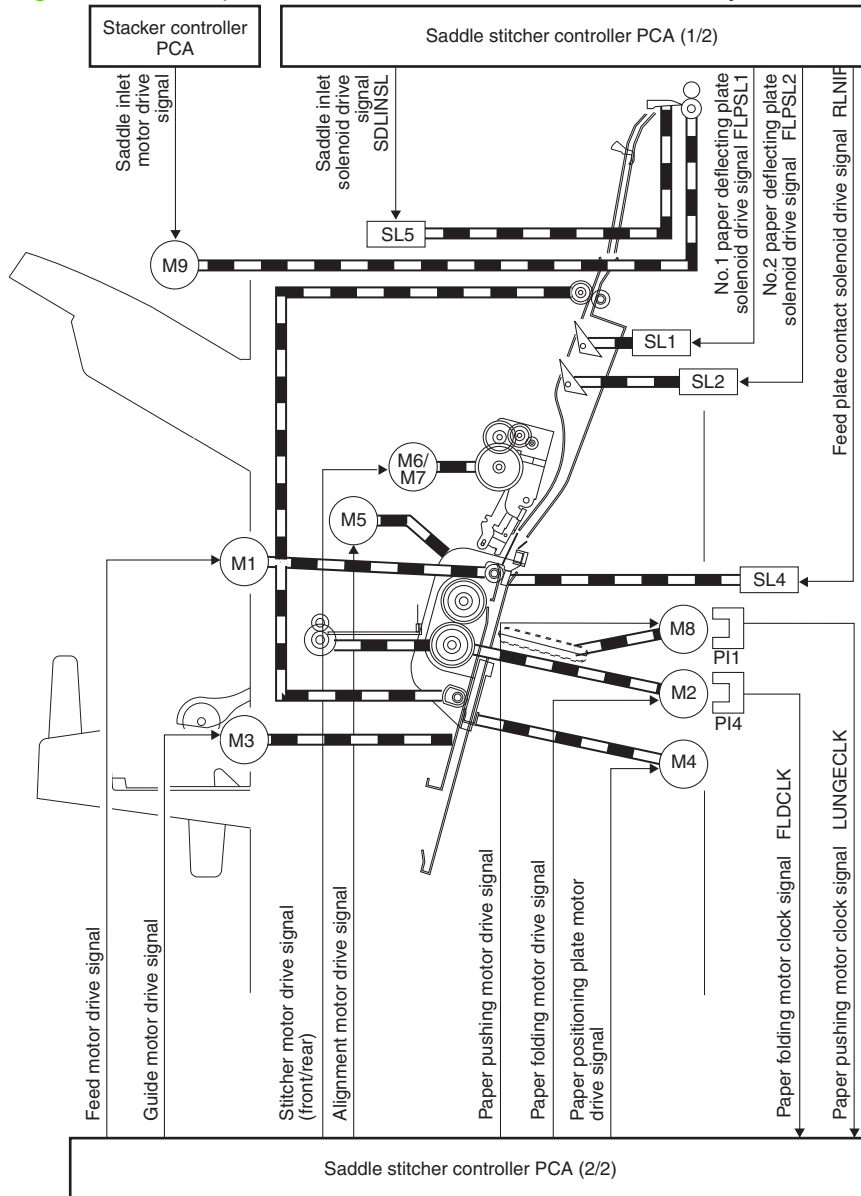 Stacker controller
PCA
Saddle stitcher controller PCA (1/2)
Saddle inlet
motor drive
signal
Saddle inlet
solenoid drive
signal
SDLINSL
No.1 paper deflecting plate
solenoid drive signal FLPSL1
No.2 paper deflecting plate
solenoid drive signal FLPSL2
Feed plate contact solenoid drive signal RLNIP
SL5
M9
SL1
SL2
M6/
M7
M5
M1
SL4
M8
PI1
M2
PI4
M3
M4
Feed motor drive signal
Guide motor drive signal
Stitcher motor drive signal
(front/rear)
Alignment motor drive signal
Paper pushing motor drive signal
Paper folding motor drive signal
Paper positioning plate motor
drive signal
Paper folding motor clock signal FLDCLK
Paper pushing motor clock signal LUNGECLK
Saddle stitcher controller PCA (2/2)